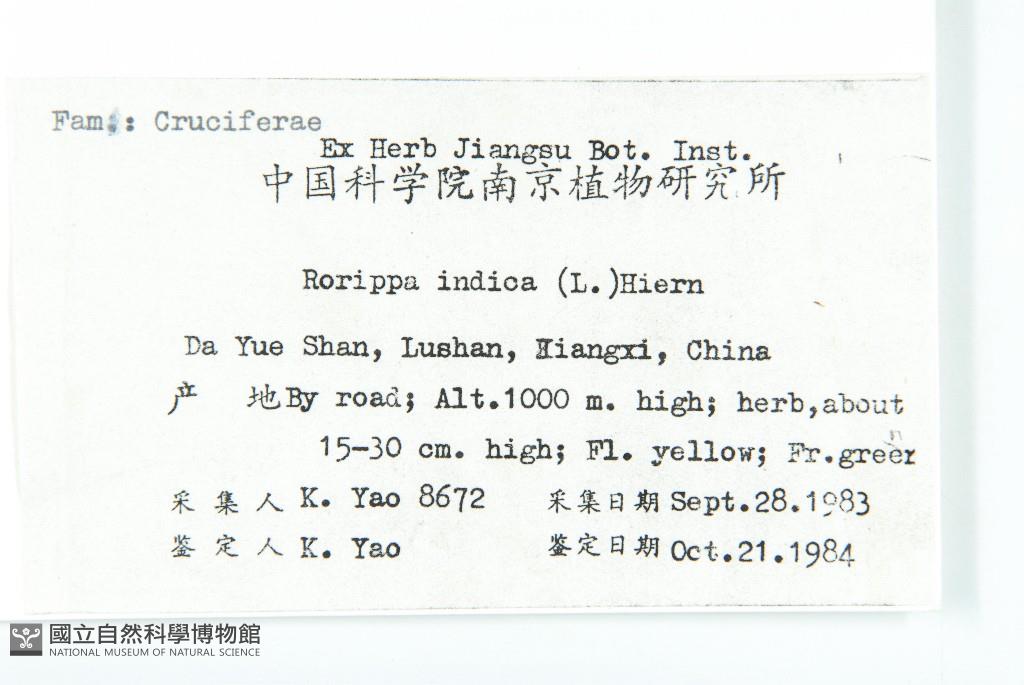 Fam.: Cruciferae
Ex Herb Jiangsu Bot. Inst.
中国科学院南京植物研究所
Rorippa indica (L.)Hiern
Da Yue Shan, Lushan, Jiangxi, China
产 地 By road; Alt.1000 m. high; herb,about
15-30 cm. high; Fl. yellow; Fr.green
采集人 K. Yao 8672 采集日期 Sept.28.1983
鉴定人 K. Yao 鉴定日期 Oct.21.1984
國立自然科學博物館
NATIONAL MUSEUM OF NATURAL SCIENCE